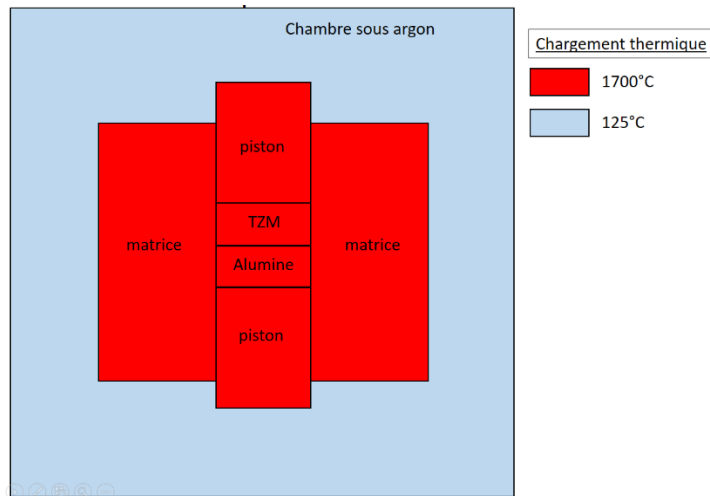 Chambre sous argon
Chargement thermique
1700°C
125°C
piston
TZM
matrice
matrice
Alumine
piston